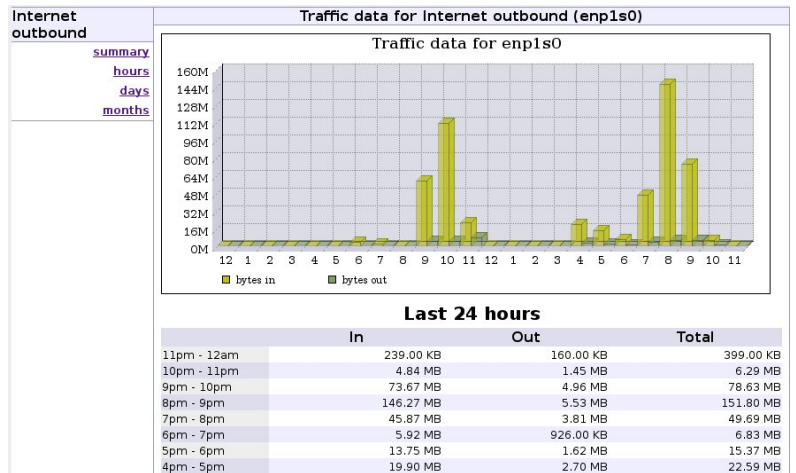 Internet
outbound
summary
hours
days
months
Traffic data for Internet outbound (enp1s0)
Traffic data for enp1s0
160M
144M
128M
112M
96M
80M
64M
48M
32M
16M
0M
12 1 2 3 4 5 6 7 8 9 10 11 12 1 2 3 4 5 6 7 8 9 10 11
bytes in bytes out
Last 24 hours
In Out Total
11pm - 12am 239.00 KB 160.00 KB 399.00 KB
10pm - 11pm 4.84 MB 1.45 MB 6.29 MB
9pm - 10pm 73.67 MB 4.96 MB 78.63 MB
8pm - 9pm 146.27 MB 5.53 MB 151.80 MB
7pm - 8pm 45.87 MB 3.81 MB 49.69 MB
6pm - 7pm 5.92 MB 926.00 KB 6.83 MB
5pm - 6pm 13.75 MB 1.62 MB 15.37 MB
4pm - 5pm 19.90 MB 2.70 MB 22.59 MB